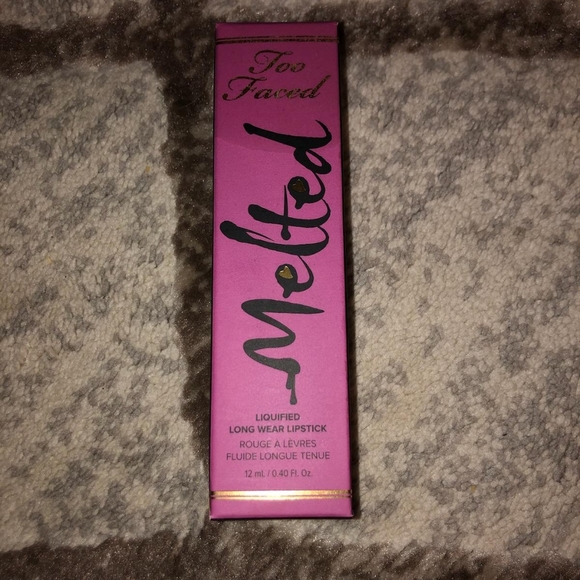 Too
Faced
Melted
LIQUIFIED
LONG WEAR LIPSTICK
ROUGE A LÈVRES
FLUIDE LONGUE TENUE
12 ml. / 0.40 Fl. Oz.